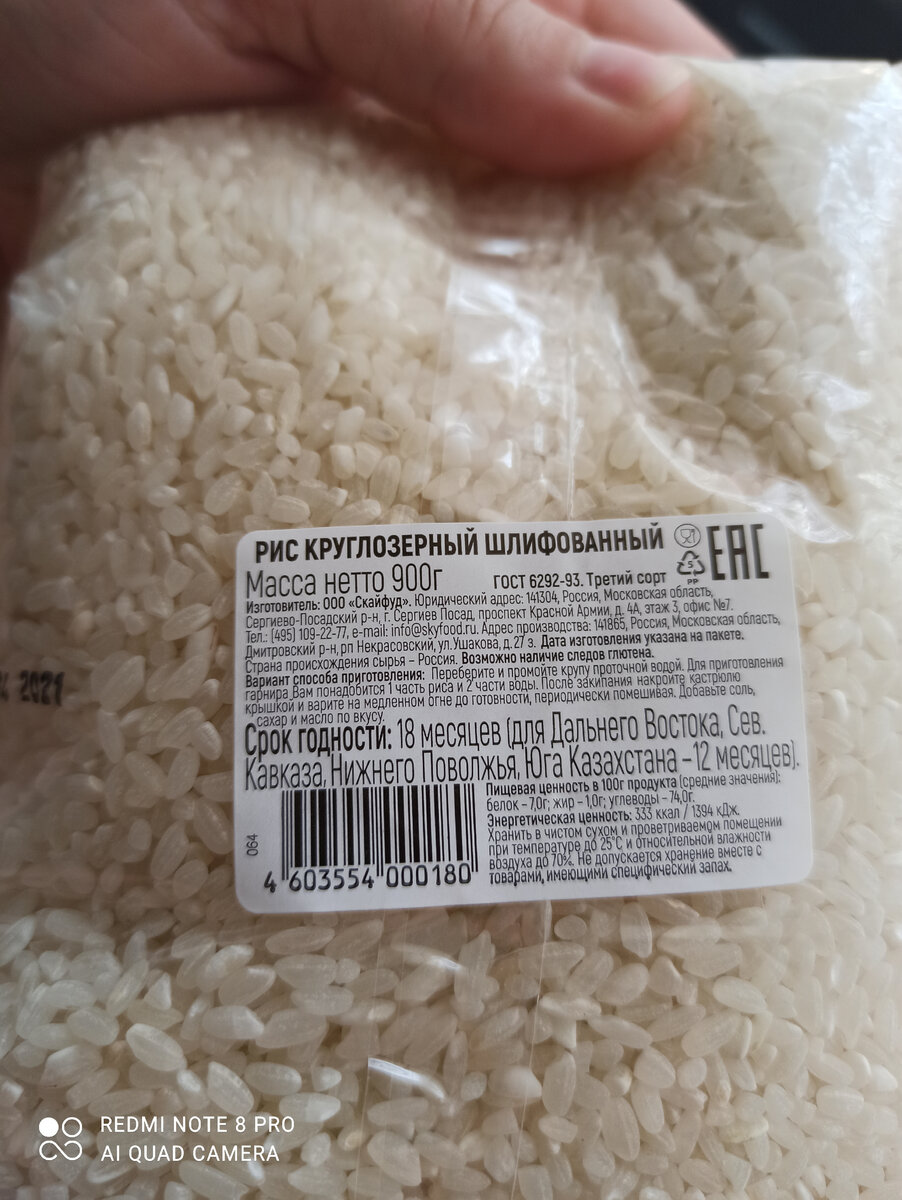 РИС КРУГЛОЗЕРНЫЙ ШЛИФОВАННЫЙ
Масса нетто 900г
ГОСТ 6292-93. Третий сорт
EAC
5
PP
Изготовитель: ООО «Скайфуд». Юридический адрес: 141304, Россия, Московская область,
Сергиево-Посадский р-н, г. Сергиев Посад, проспект Красной Армии, д. 4А, этаж 3, офис №7.
Тел.: (495) 109-22-77, e-mail: info@skyfood.ru. Адрес производства: 141865, Россия, Московская область,
Дмитровский р-н, рп Некрасовский, ул. Ушакова, д. 27 з. Дата изготовления указана на пакете.
Страна происхождения сырья – Россия. Возможно наличие следов глютена.
Вариант способа приготовления: Переберите и промойте крупу проточной водой. Для приготовления
гарнира Вам понадобится 1 часть риса и 2 части воды. После закипания накройте кастрюлю
крышкой и варите на медленном огне до готовности, периодически помешивая. Добавьте соль,
сахар и масло по вкусу.
Срок годности: 18 месяцев (для Дальнего Востока, Сев.
Кавказа, Нижнего Поволжья, Юга Казахстана – 12 месяцев).
Пищевая ценность в 100г продукта (средние значения):
белок – 7,0г; жир – 1,0г; углеводы – 74,0г.
Энергетическая ценность: 333 ккал / 1394 кДж.
Хранить в чистом сухом и проветриваемом помещении
при температуре до 25°С и относительной влажности
воздуха до 70%. Не допускается хранение вместе с
товарами, имеющими специфический запах.
064
4 603554 000180
2021
REDMI NOTE 8 PRO
AI QUAD CAMERA